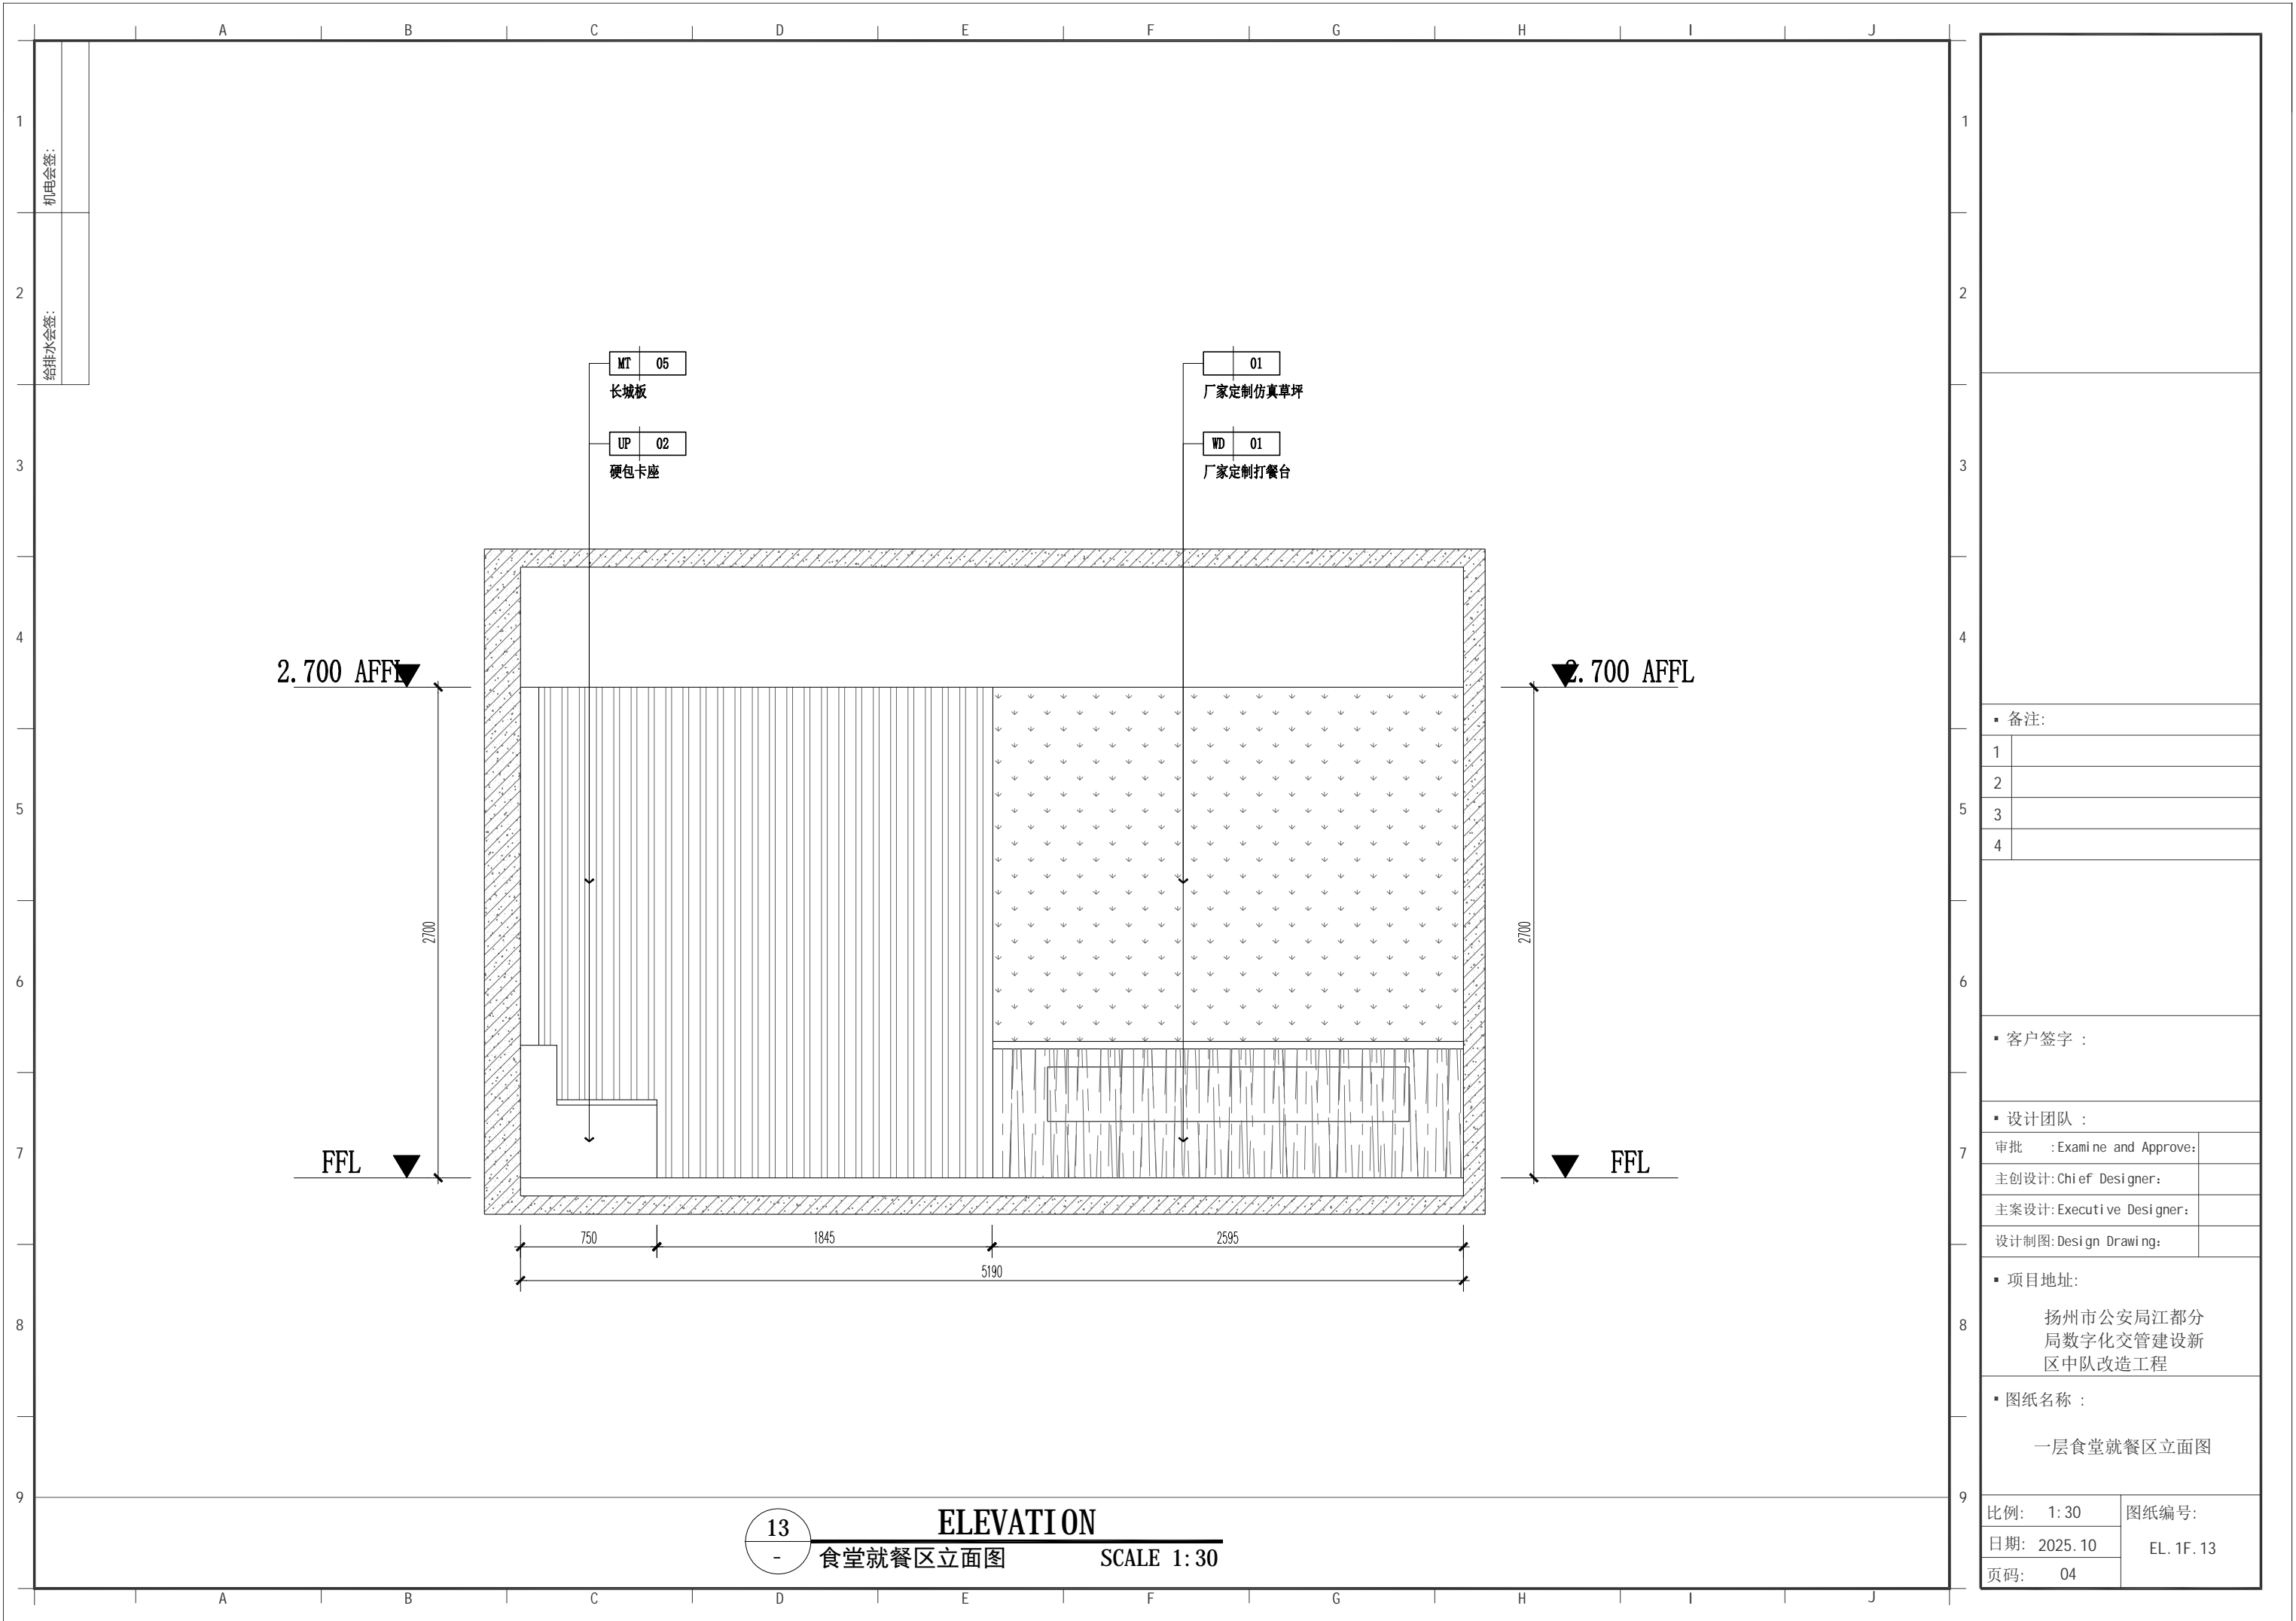 A B C D E F G H I J
1 1
机电会签:
2 2
给排水会签:
MT 05
长城板
01
厂家定制仿真草坪
UP 02
硬包卡座
WD 01
厂家定制打餐台
3 3
4 4
2.700 AFFL
2.700 AFFL
5 5
2700
2700
6 6
7 7
FFL
FFL
750 1845 2595
5190
8 8
9 9
13
-
ELEVATION
食堂就餐区立面图 SCALE 1:30
A B C D E F G H I J
▪ 备注:
1
2
3
4
▪ 客户签字 :
▪ 设计团队 :
审批 :Examine and Approve:
主创设计:Chief Designer:
主案设计:Executive Designer:
设计制图:Design Drawing:
▪ 项目地址:
扬州市公安局江都分
局数字化交管建设新
区中队改造工程
▪ 图纸名称 :
一层食堂就餐区立面图
比例: 1:30 图纸编号:
日期: 2025.10 EL.1F.13
页码: 04